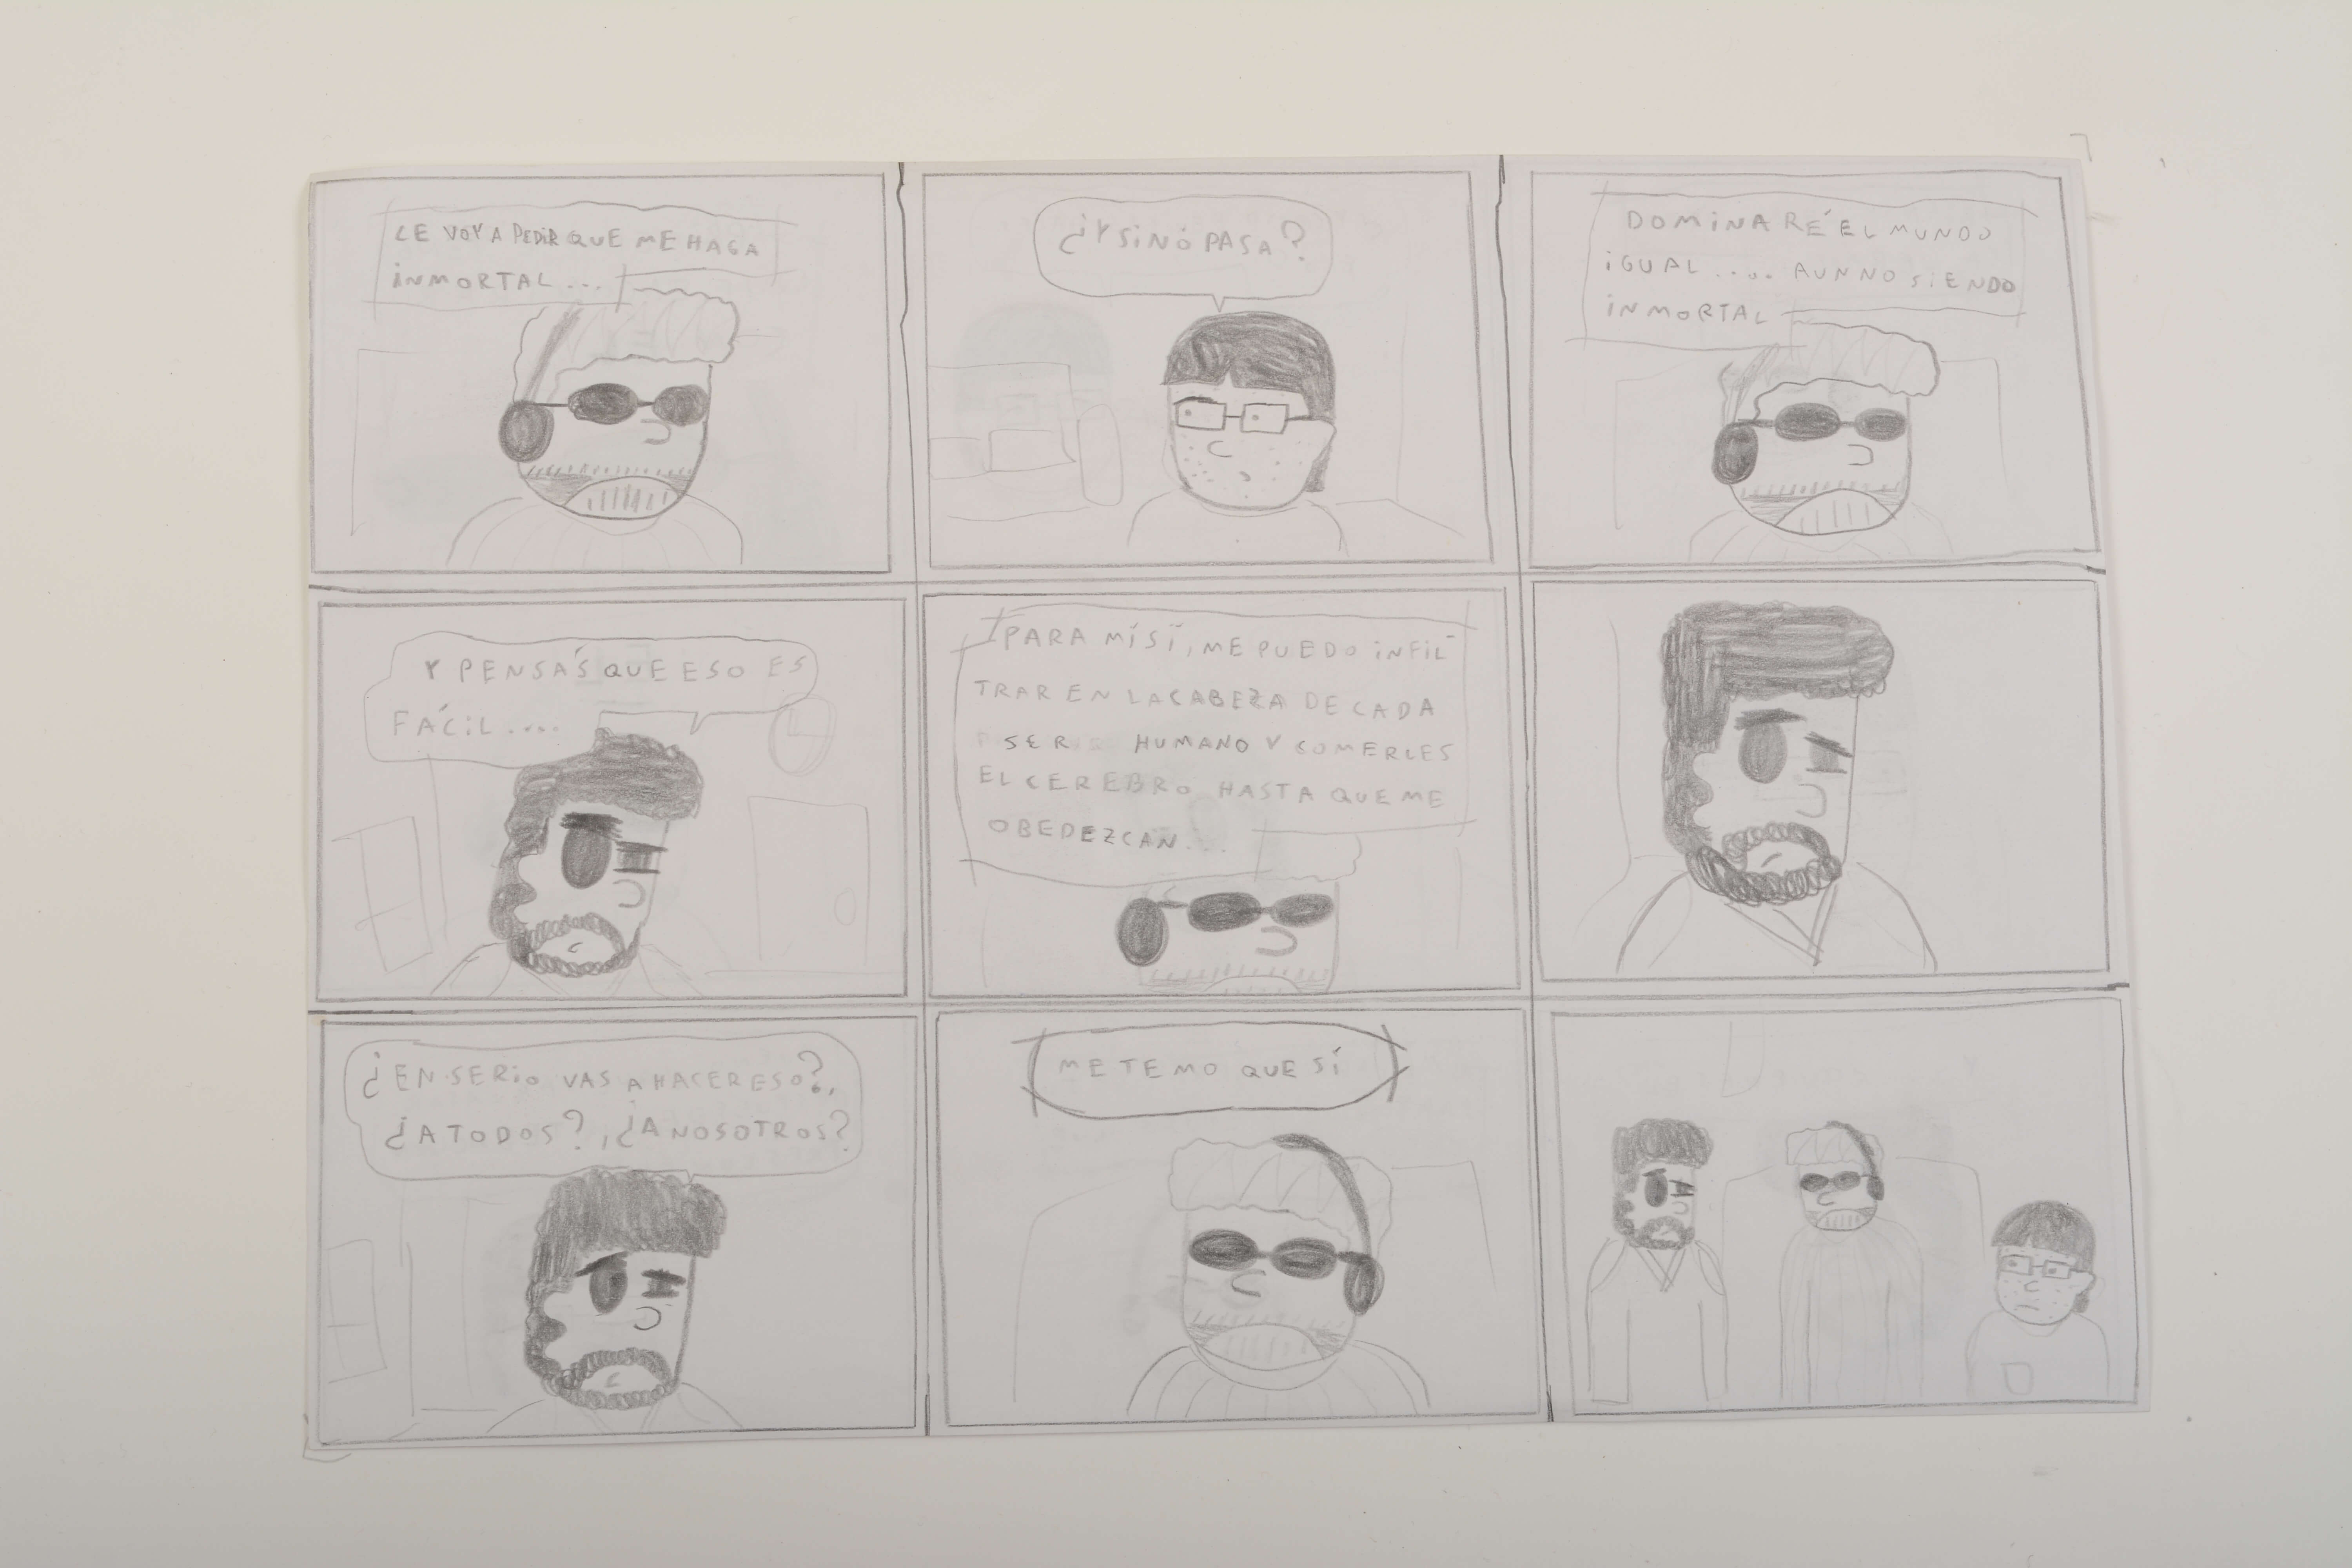 LE VOY A PEDIR QUE ME HAGA
INMORTAL...
¿Y SINÓ PASA?
DOMINARÉ EL MUNDO
IGUAL.... AUN NO SIENDO
INMORTAL
Y PENSÁS QUE ESO ES
FÁCIL....
PARA MÍ SÍ, ME PUEDO INFIL-
TRAR EN LA CABEZA DE CADA
SER HUMANO Y COMERLES
EL CEREBRO HASTA QUE ME
OBEDEZCAN...
¿EN SERIO VAS A HACER ESO?,
¿A TODOS?, ¿A NOSOTROS?
ME TEMO QUE SÍ